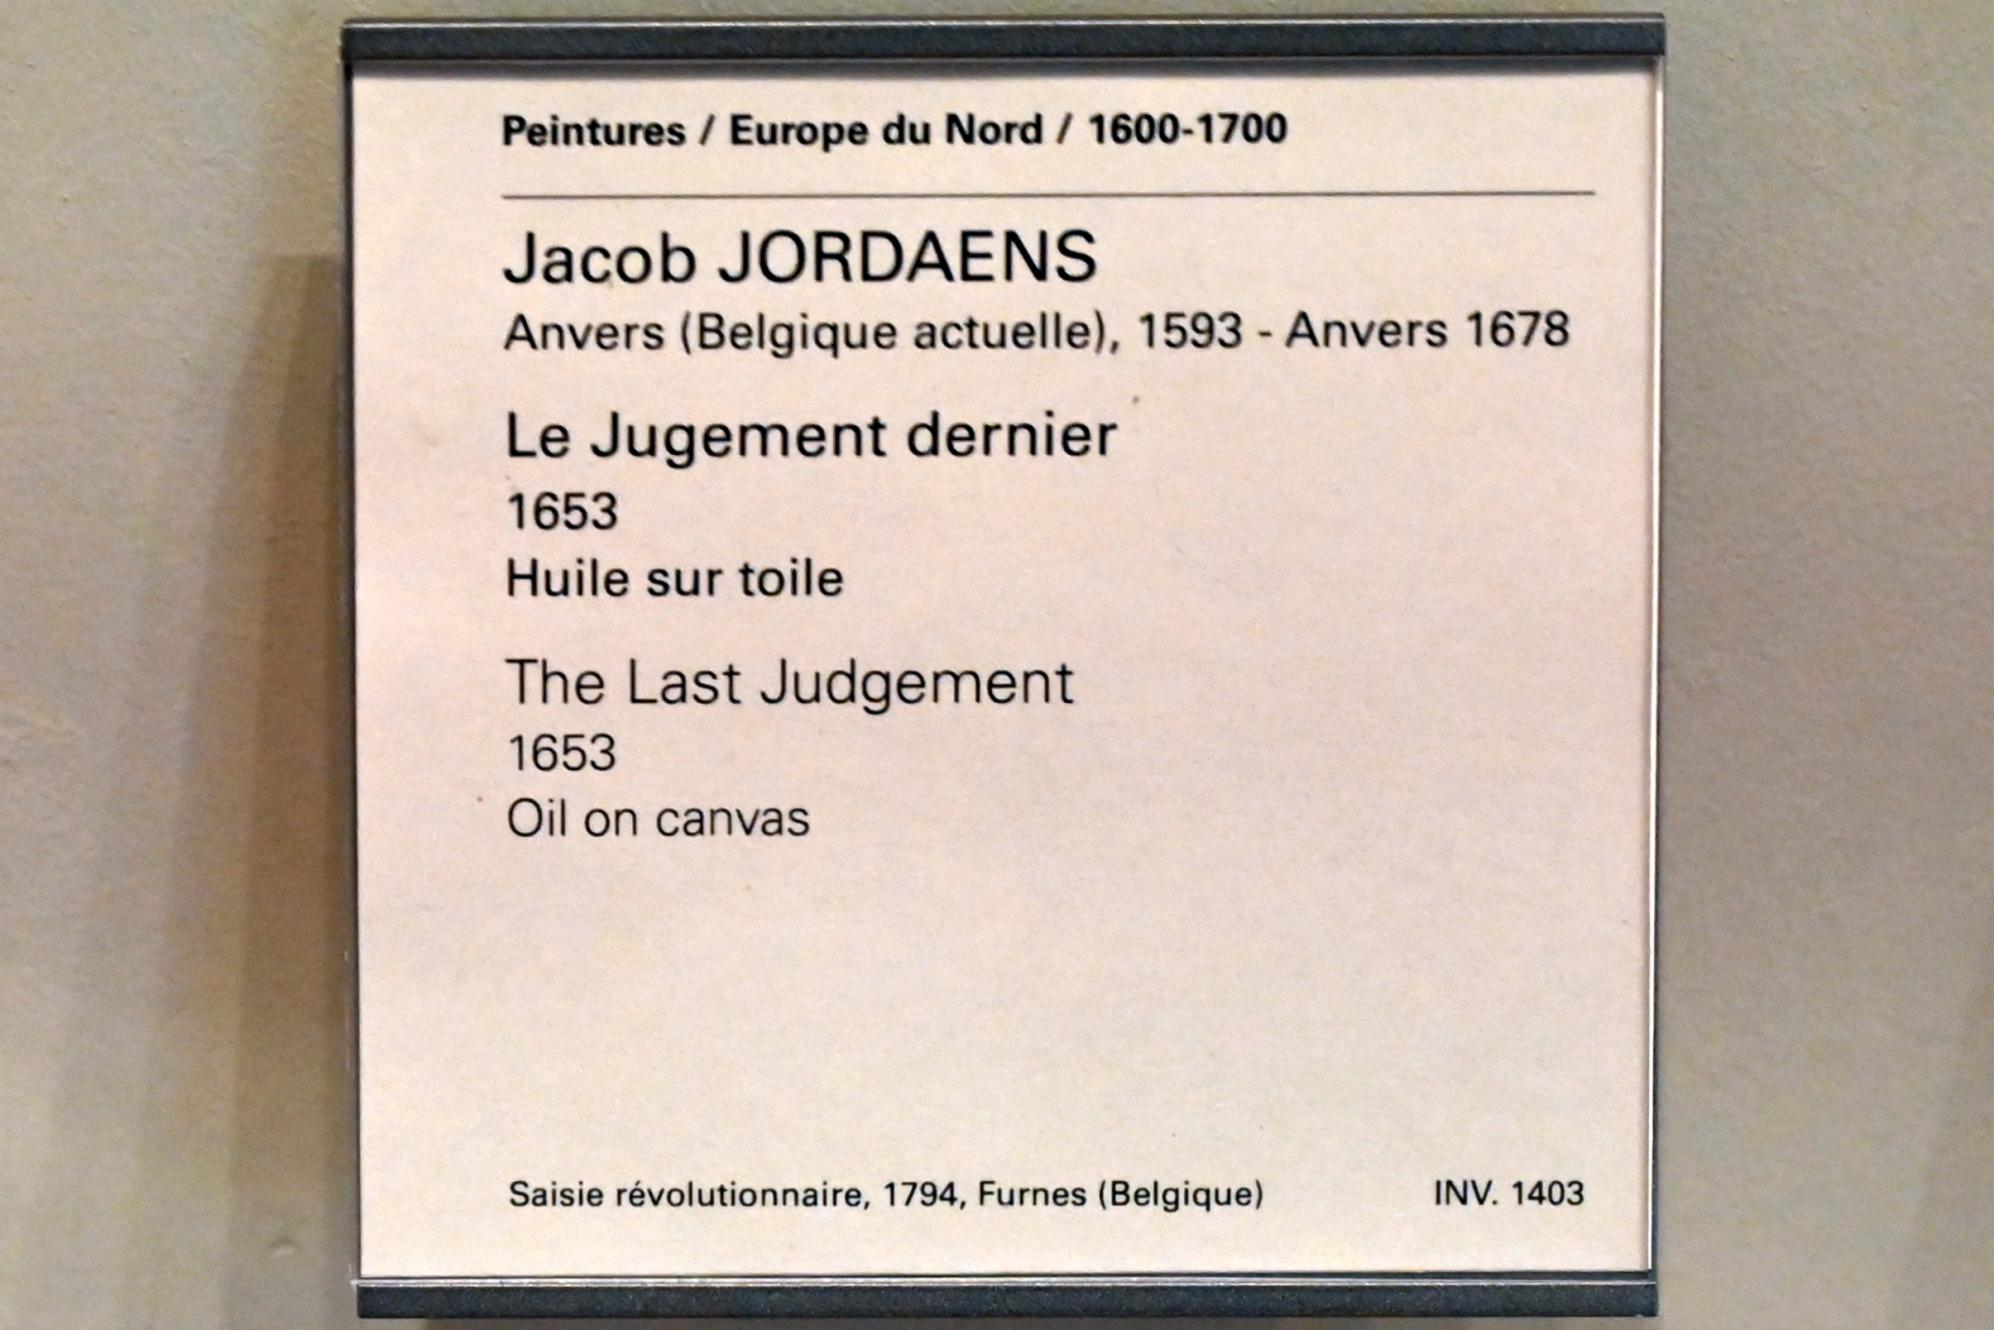 Peintures / Europe du Nord / 1600-1700
Jacob JORDAENS
Anvers (Belgique actuelle), 1593 - Anvers 1678
Le Jugement dernier
1653
Huile sur toile
The Last Judgement
1653
Oil on canvas
Saisie révolutionnaire, 1794, Furnes (Belgique) INV. 1403